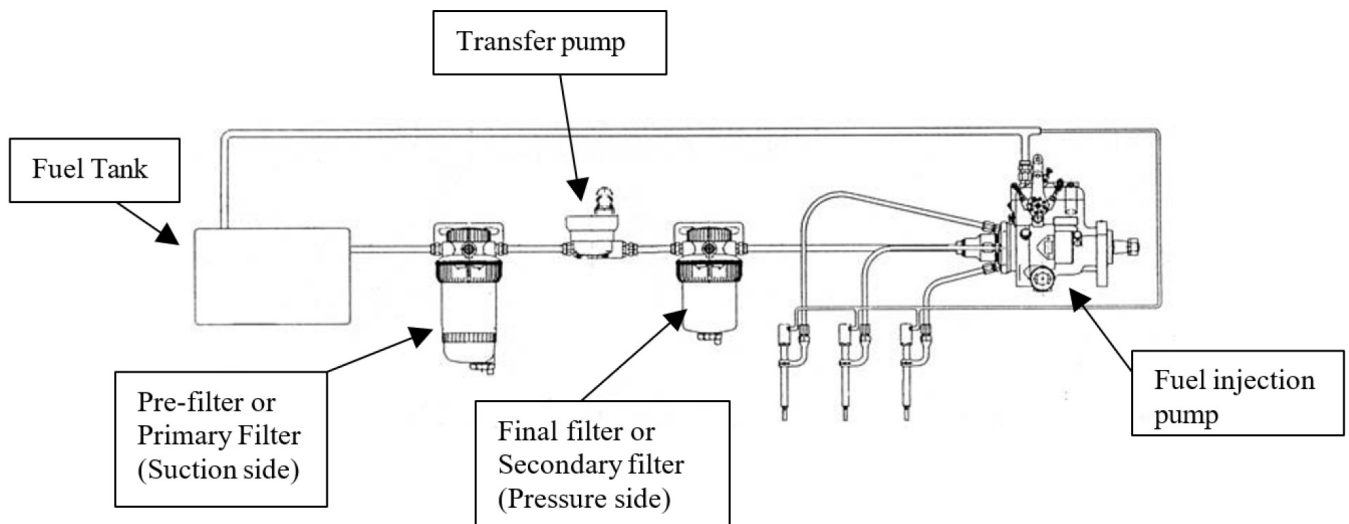 Transfer pump
Fuel Tank
Pre-filter or
Primary Filter
(Suction side)
Final filter or
Secondary filter
(Pressure side)
Fuel injection
pump